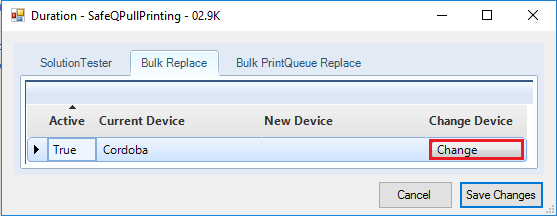 Duration - SafeQPullPrinting - 02.9K
SolutionTester Bulk Replace Bulk PrintQueue Replace
Active Current Device New Device Change Device
True Cordoba Change
Cancel Save Changes